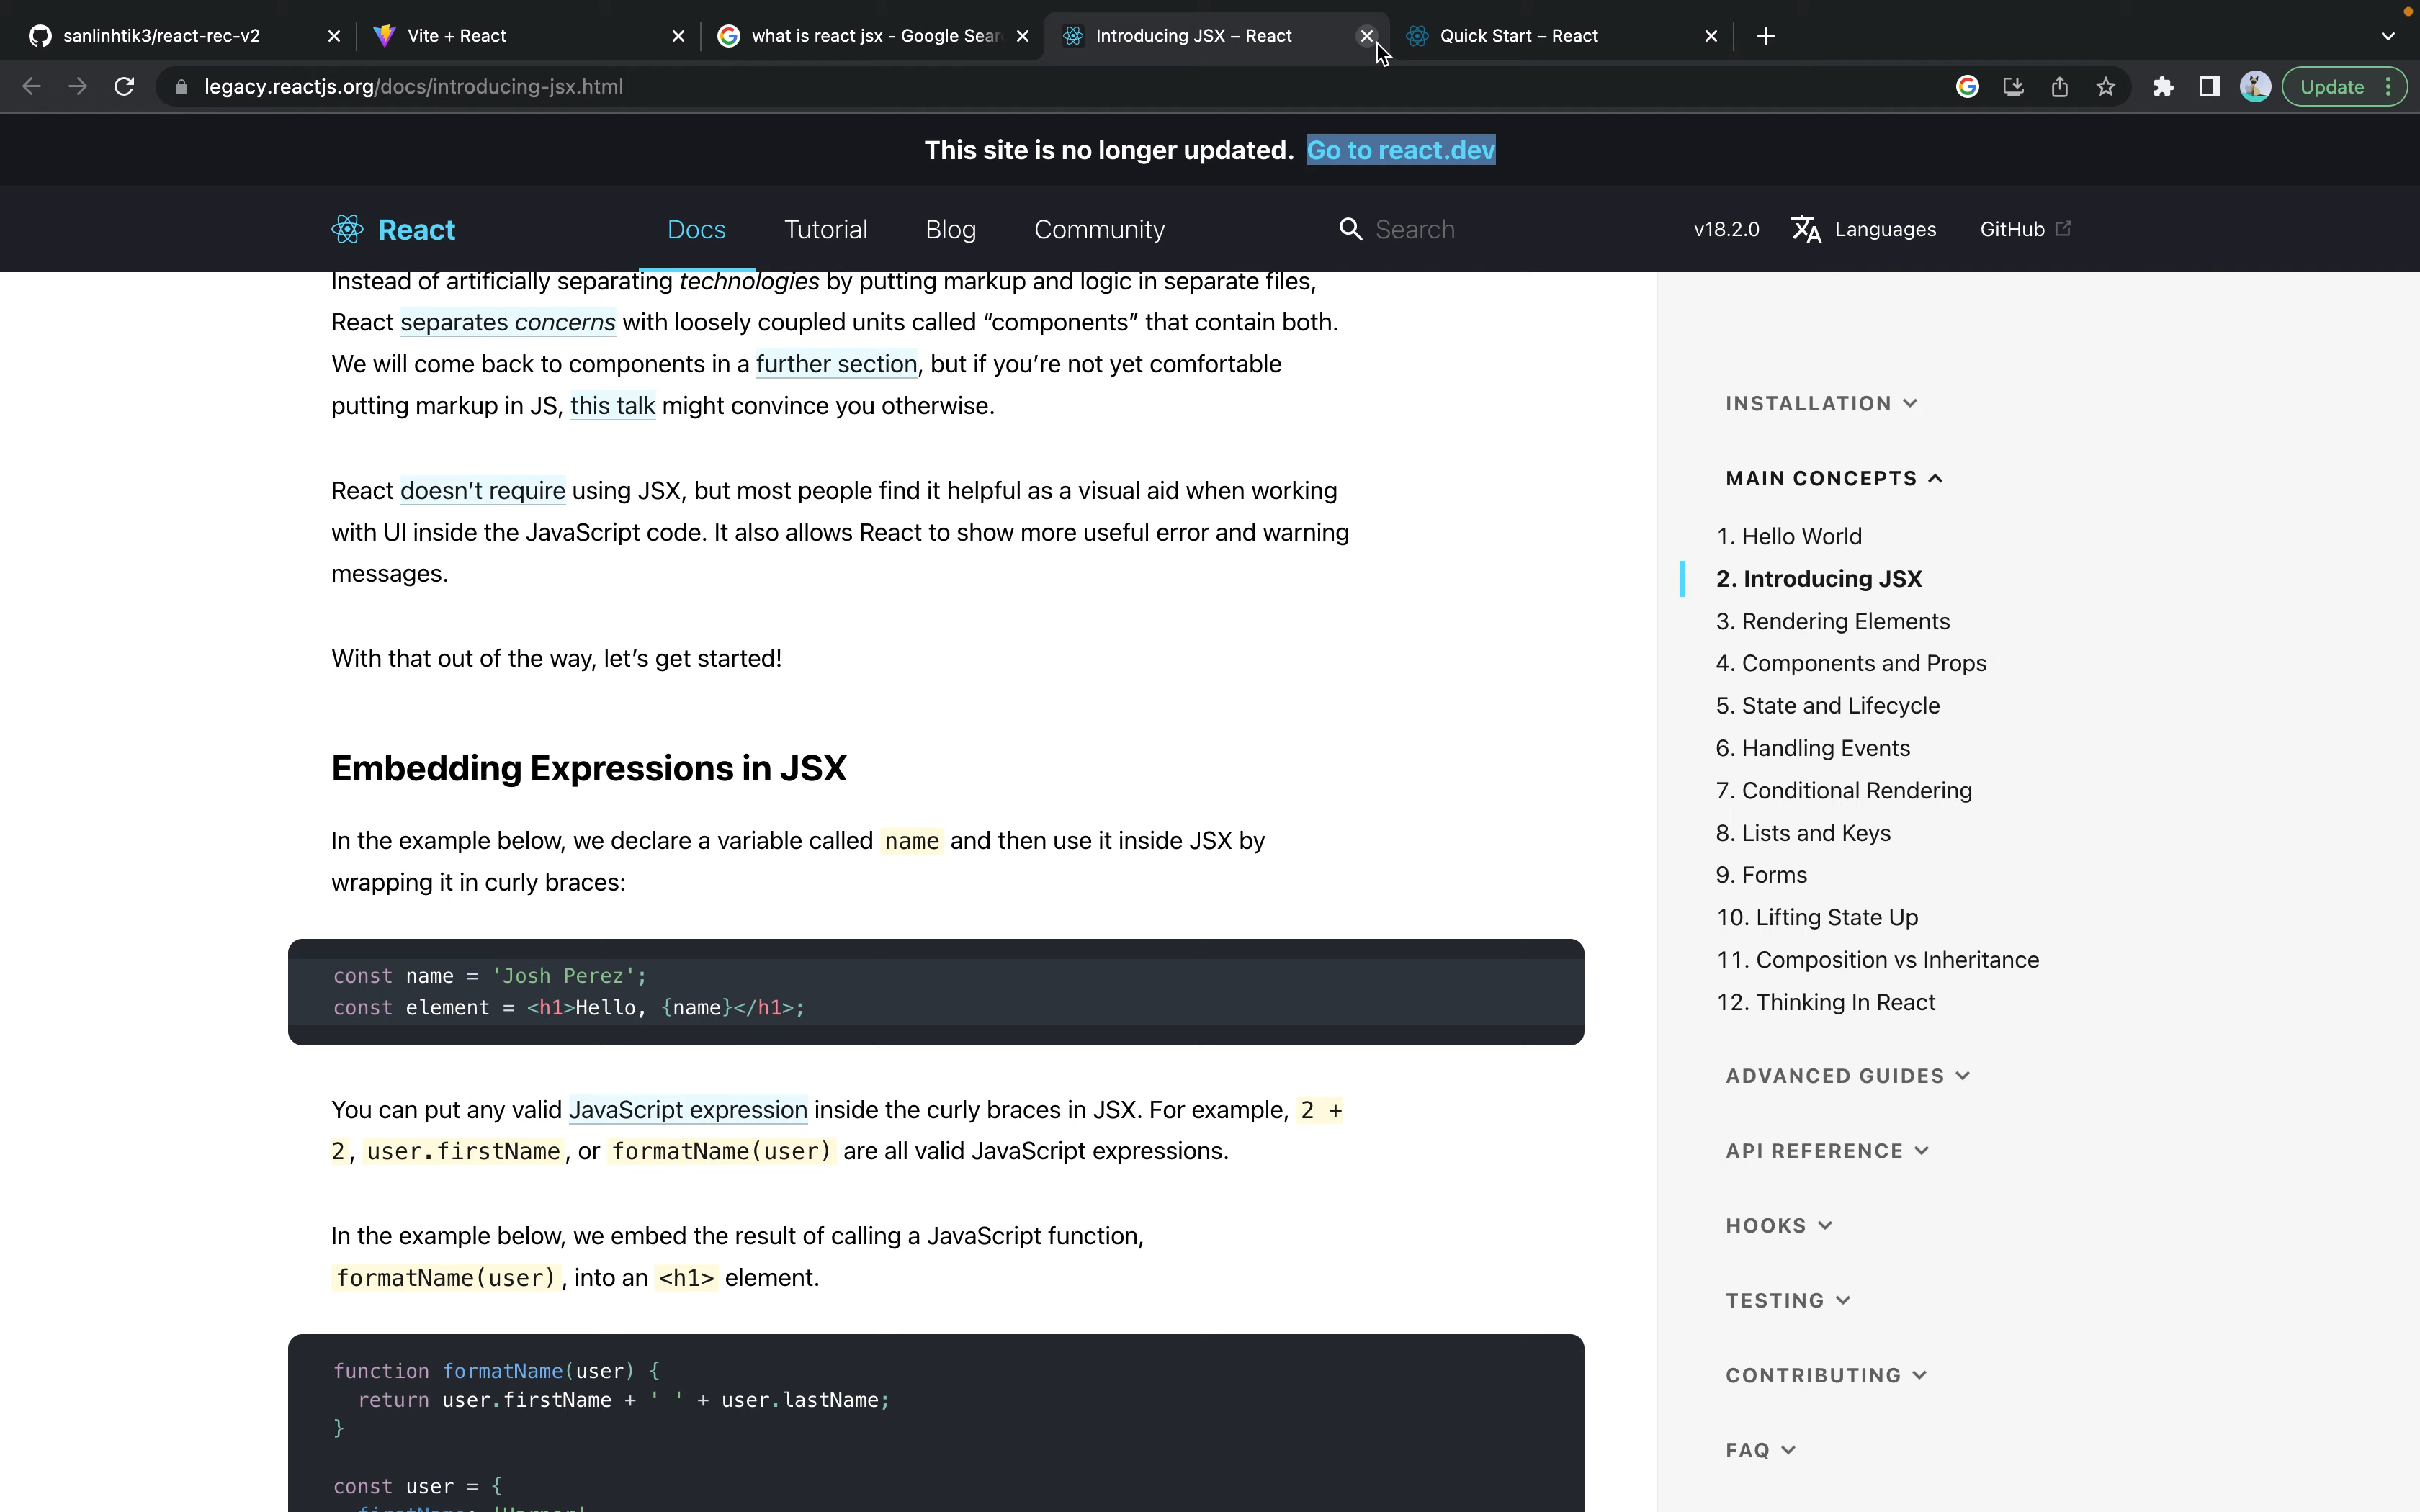 sanlinhtik3/react-rec-v2
Vite + React
what is react jsx - Google Sear
Introducing JSX – React
Quick Start – React
legacy.reactjs.org/docs/introducing-jsx.html
Update
This site is no longer updated. Go to react.dev
React
Docs
Tutorial
Blog
Community
Search
v18.2.0
Languages
GitHub
Instead of artificially separating technologies by putting markup and logic in separate files,
React separates concerns with loosely coupled units called “components” that contain both.
We will come back to components in a further section, but if you’re not yet comfortable
putting markup in JS, this talk might convince you otherwise.
React doesn’t require using JSX, but most people find it helpful as a visual aid when working
with UI inside the JavaScript code. It also allows React to show more useful error and warning
messages.
With that out of the way, let’s get started!
Embedding Expressions in JSX
In the example below, we declare a variable called name and then use it inside JSX by
wrapping it in curly braces:
const name = 'Josh Perez';
const element = <h1>Hello, {name}</h1>;
You can put any valid JavaScript expression inside the curly braces in JSX. For example, 2 +
2, user.firstName, or formatName(user) are all valid JavaScript expressions.
In the example below, we embed the result of calling a JavaScript function,
formatName(user), into an <h1> element.
function formatName(user) {
return user.firstName + ' ' + user.lastName;
}
const user = {
INSTALLATION
MAIN CONCEPTS
1. Hello World
2. Introducing JSX
3. Rendering Elements
4. Components and Props
5. State and Lifecycle
6. Handling Events
7. Conditional Rendering
8. Lists and Keys
9. Forms
10. Lifting State Up
11. Composition vs Inheritance
12. Thinking In React
ADVANCED GUIDES
API REFERENCE
HOOKS
TESTING
CONTRIBUTING
FAQ